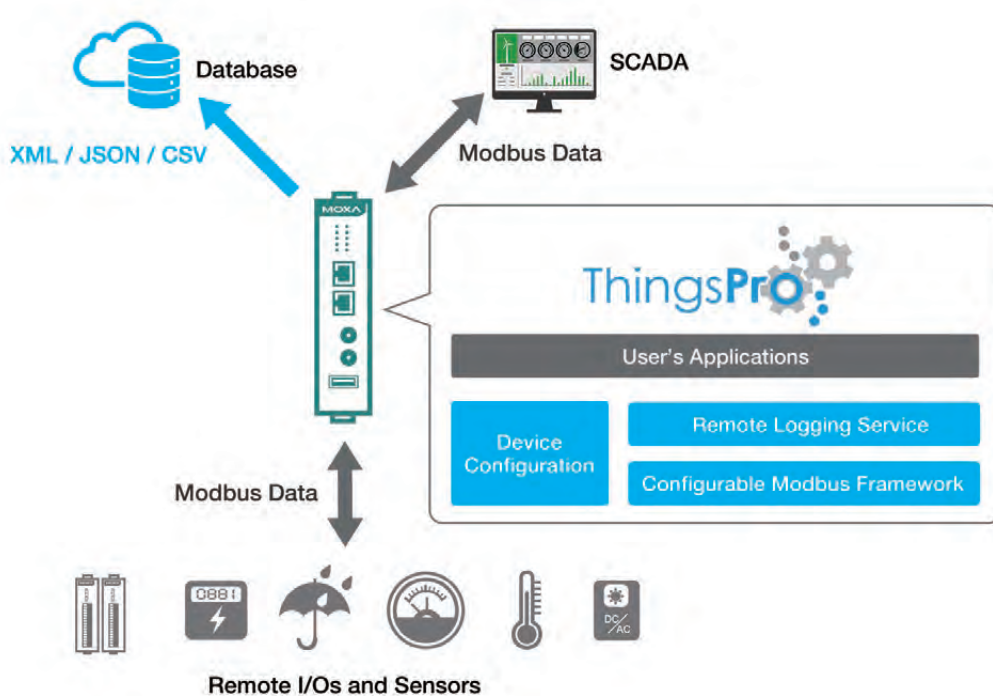 Database
SCADA
XML / JSON / CSV
Modbus Data
MOXA
ThingsPro
User's Applications
Device
Configuration
Remote Logging Service
Configurable Modbus Framework
Modbus Data
0881
DC/AC
Remote I/Os and Sensors